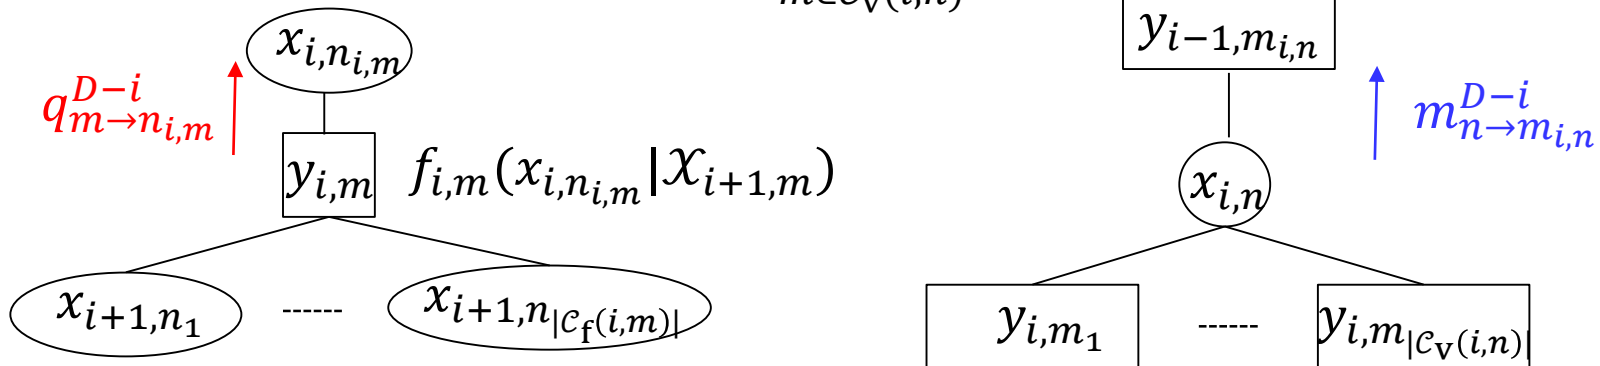 m∈𝒞_v(i,n)
x_{i,n_{i,m}}
y_{i−1,m_{i,n}}
q^{D−i}_{m→n_{i,m}}
m^{D−i}_{n→m_{i,n}}
y_{i,m} f_{i,m}(x_{i,n_{i,m}}|𝒳_{i+1,m})
x_{i,n}
x_{i+1,n_1} ------ x_{i+1,n_{|𝒞_f(i,m)|}}
y_{i,m_1} ------ y_{i,m_{|𝒞_v(i,n)|}}